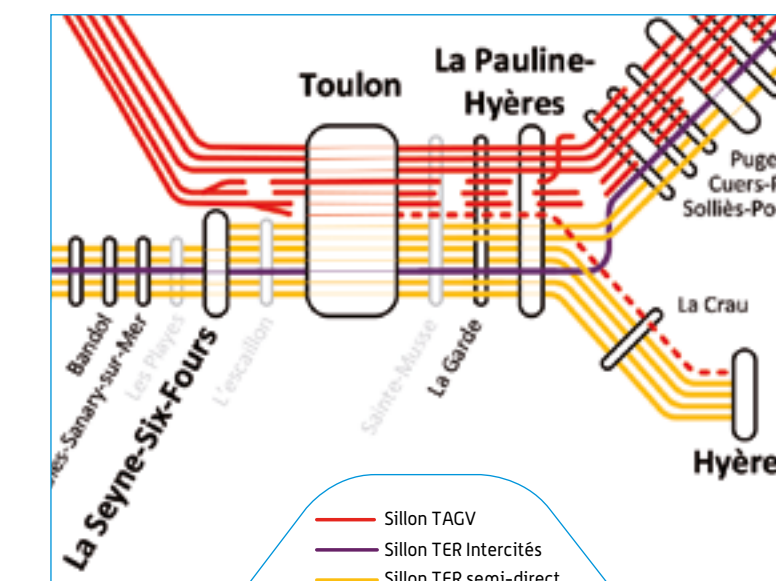 La Pauline-
Hyères
Toulon
Puge
Cuers-P
Solliès-Po
La Crau
Bandol
nes-Sanary-sur-Mer
Les Playes
La Seyne-Six-Fours
L'escaillon
Sainte-Musse
La Garde
Hyère
Sillon TAGV
Sillon TER Intercités
Sillon TER semi-direct